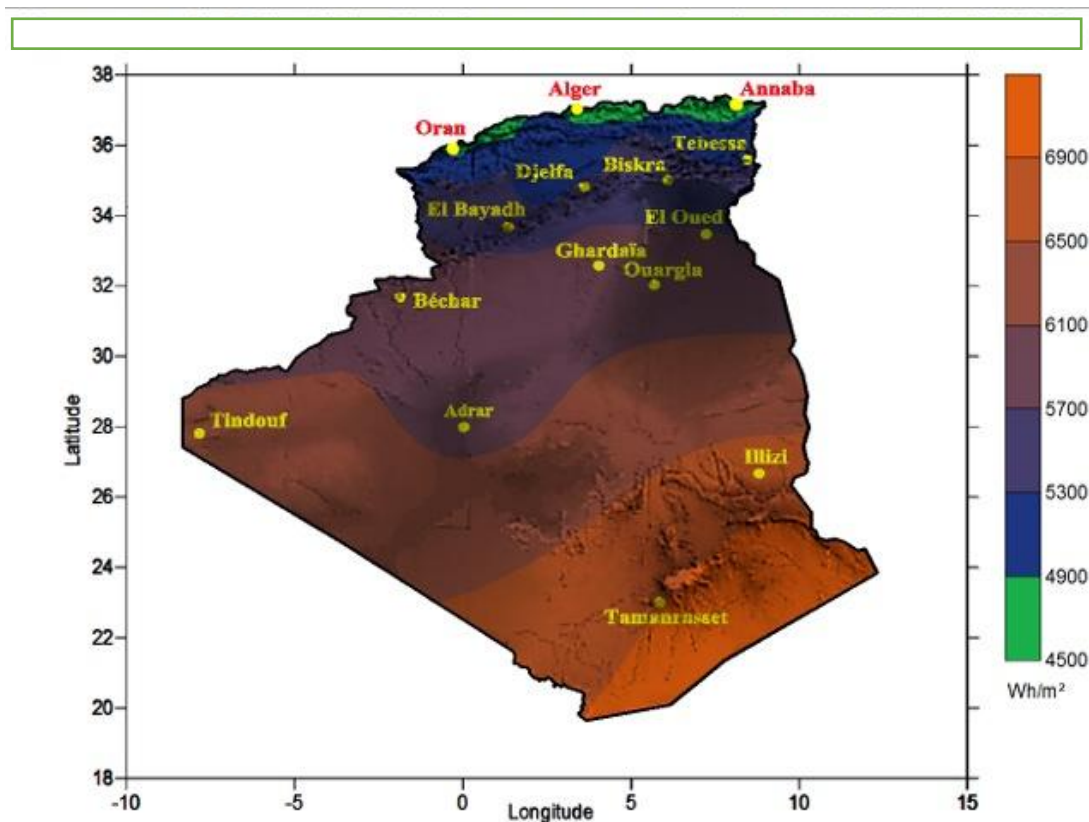 38
36
34
32
30
28
26
24
22
20
18
Latitude
-10
-5
0
5
10
15
Longitude
Alger
Annaba
Oran
Tebessa
Biskra
Djelfa
El Bayadh
El Oued
Ghardaïa
Ouargla
Béchar
Adrar
Tindouf
Illizi
Tamanrasset
6900
6500
6100
5700
5300
4900
4500
Wh/m²